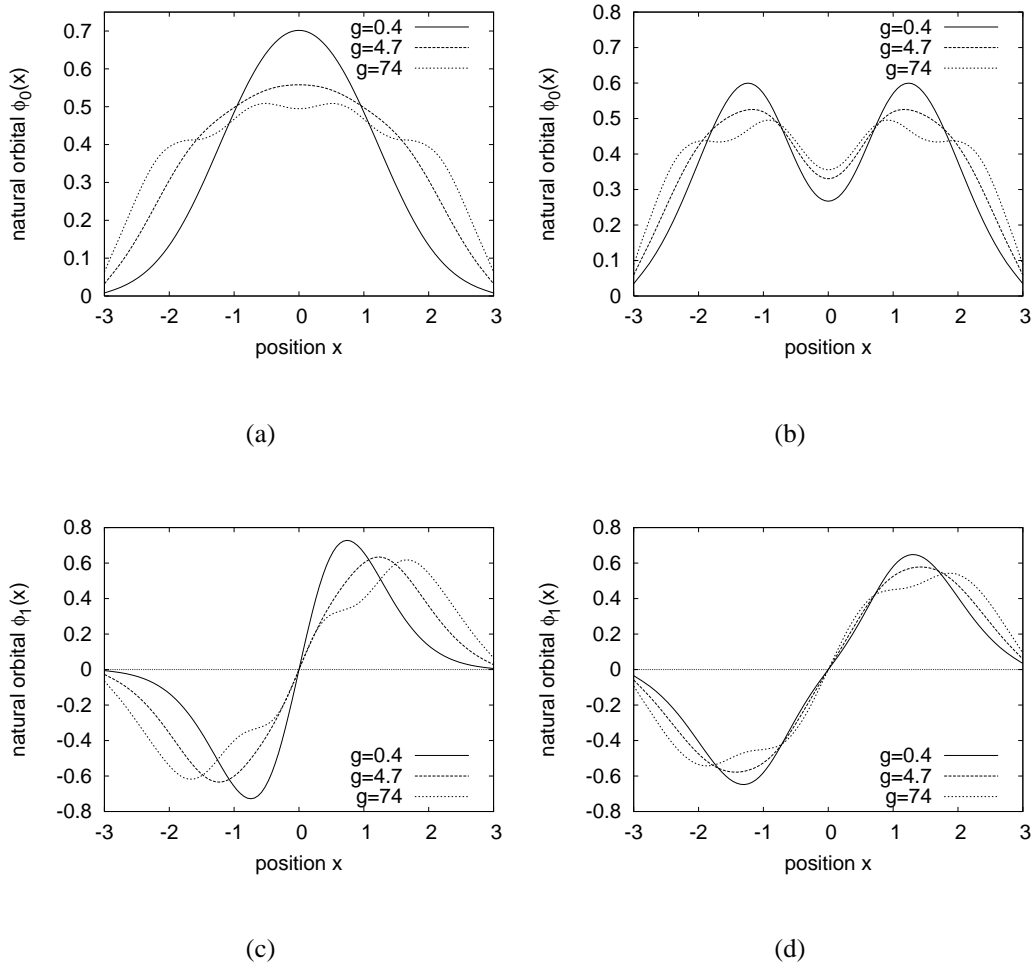 natural orbital ϕ0(x)
0.7
0.6
0.5
0.4
0.3
0.2
0.1
0
-3 -2 -1 0 1 2 3
position x
g=0.4
g=4.7
g=74
(a)
natural orbital ϕ0(x)
0.8
0.7
0.6
0.5
0.4
0.3
0.2
0.1
0
-3 -2 -1 0 1 2 3
position x
g=0.4
g=4.7
g=74
(b)
natural orbital ϕ1(x)
0.8
0.6
0.4
0.2
0
-0.2
-0.4
-0.6
-0.8
-3 -2 -1 0 1 2 3
position x
g=0.4
g=4.7
g=74
(c)
natural orbital ϕ1(x)
0.8
0.6
0.4
0.2
0
-0.2
-0.4
-0.6
-0.8
-3 -2 -1 0 1 2 3
position x
g=0.4
g=4.7
g=74
(d)